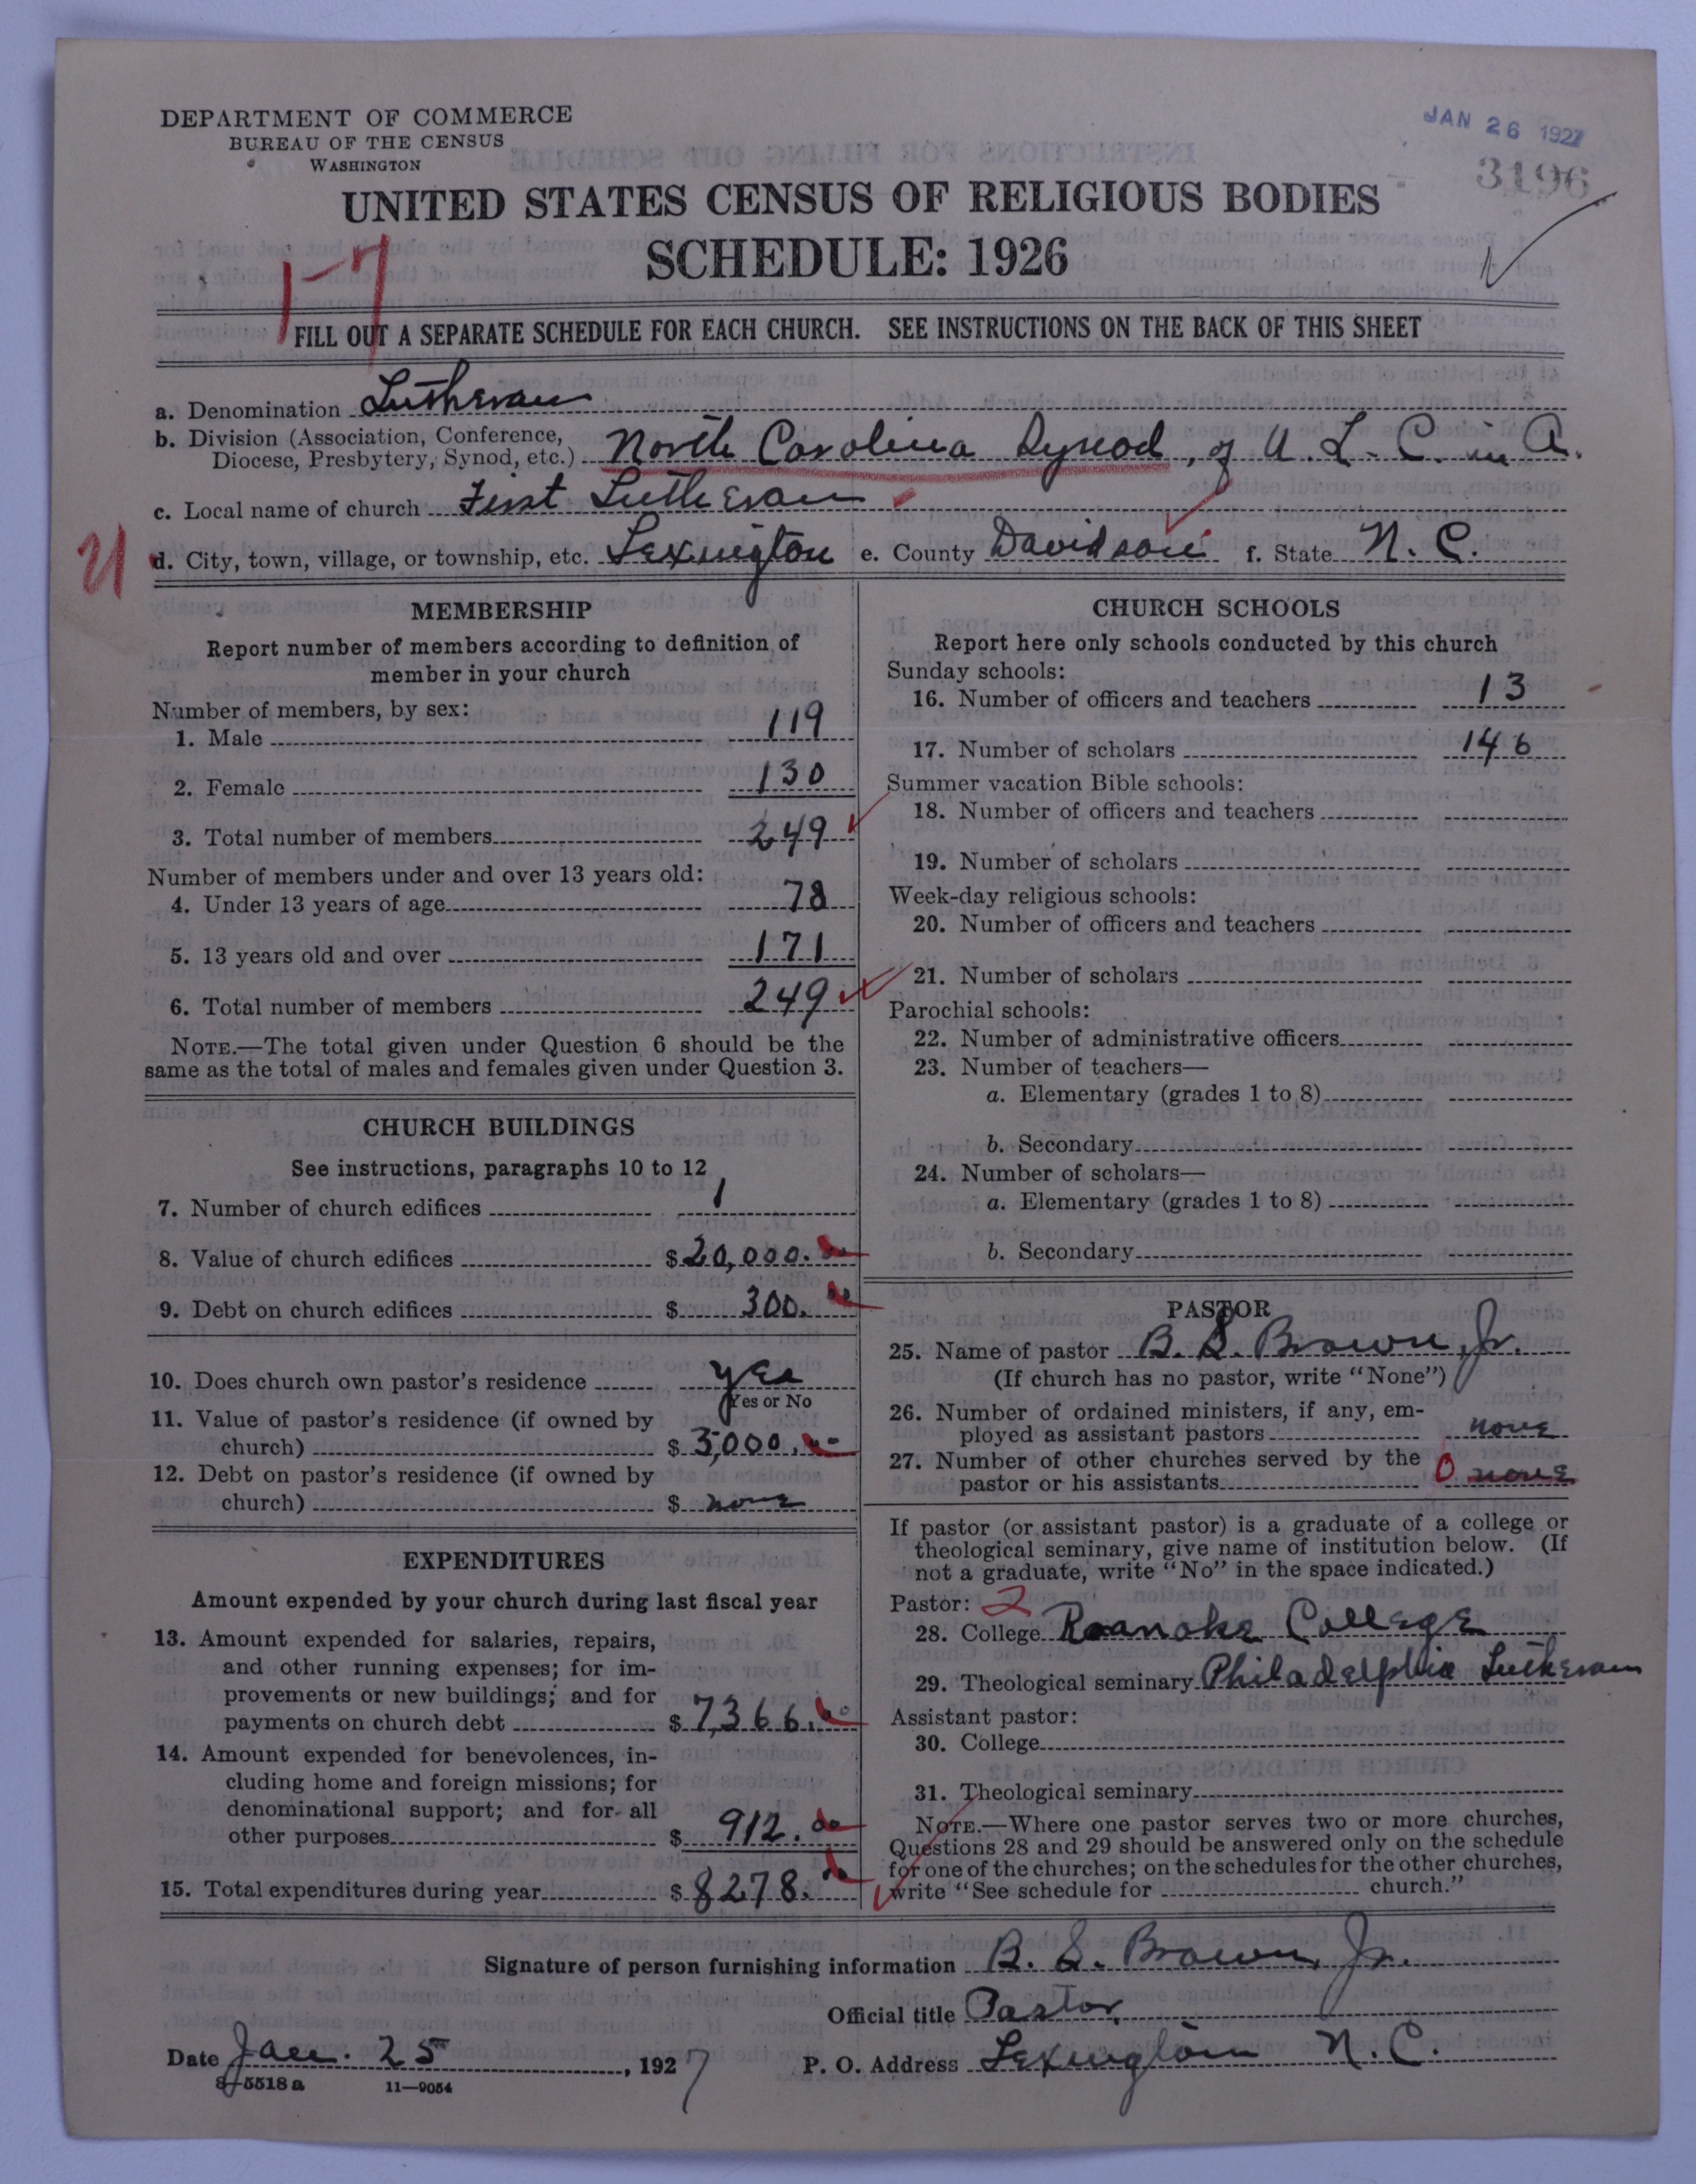 DEPARTMENT OF COMMERCE
BUREAU OF THE CENSUS
WASHINGTON
JAN 26 1927
3196
UNITED STATES CENSUS OF RELIGIOUS BODIES
SCHEDULE: 1926
1-7
FILL OUT A SEPARATE SCHEDULE FOR EACH CHURCH. SEE INSTRUCTIONS ON THE BACK OF THIS SHEET
a. Denomination Lutheran
b. Division (Association, Conference, Diocese, Presbytery, Synod, etc.) North Carolina Synod, of U. L. C. in A.
c. Local name of church First Lutheran
d. City, town, village, or township, etc. Lexington e. County Davidson f. State N. C.
MEMBERSHIP
Report number of members according to definition of
member in your church
Number of members, by sex:
1. Male 119
2. Female 130
3. Total number of members 249
Number of members under and over 13 years old:
4. Under 13 years of age 78
5. 13 years old and over 171
6. Total number of members 249
NOTE.—The total given under Question 6 should be the
same as the total of males and females given under Question 3.
CHURCH BUILDINGS
See instructions, paragraphs 10 to 12
7. Number of church edifices 1
8. Value of church edifices $20,000.00
9. Debt on church edifices $300.00
10. Does church own pastor's residence yes
Yes or No
11. Value of pastor's residence (if owned by
church) $5,000.00
12. Debt on pastor's residence (if owned by
church) $ none
EXPENDITURES
Amount expended by your church during last fiscal year
13. Amount expended for salaries, repairs,
and other running expenses; for im-
provements or new buildings; and for
payments on church debt $7,366.00
14. Amount expended for benevolences, in-
cluding home and foreign missions; for
denominational support; and for all
other purposes $912.00
15. Total expenditures during year $8278.
CHURCH SCHOOLS
Report here only schools conducted by this church
Sunday schools:
16. Number of officers and teachers 13
17. Number of scholars 146
Summer vacation Bible schools:
18. Number of officers and teachers
19. Number of scholars
Week-day religious schools:
20. Number of officers and teachers
21. Number of scholars
Parochial schools:
22. Number of administrative officers
23. Number of teachers—
a. Elementary (grades 1 to 8)
b. Secondary
24. Number of scholars—
a. Elementary (grades 1 to 8)
b. Secondary
PASTOR
25. Name of pastor B. S. Brown, Jr.
(If church has no pastor, write "None")
26. Number of ordained ministers, if any, em-
ployed as assistant pastors none
27. Number of other churches served by the
pastor or his assistants 0 none
If pastor (or assistant pastor) is a graduate of a college or
theological seminary, give name of institution below. (If
not a graduate, write "No" in the space indicated.)
Pastor: 2
28. College Roanoke College
29. Theological seminary Philadelphia Lutheran
Assistant pastor:
30. College
31. Theological seminary
NOTE.—Where one pastor serves two or more churches,
Questions 28 and 29 should be answered only on the schedule
for one of the churches; on the schedules for the other churches,
write "See schedule for church."
Signature of person furnishing information B. S. Brown, Jr.
Official title Pastor
Date Jan. 25, 1927 P. O. Address Lexington N. C.
8-5518a 11—9054